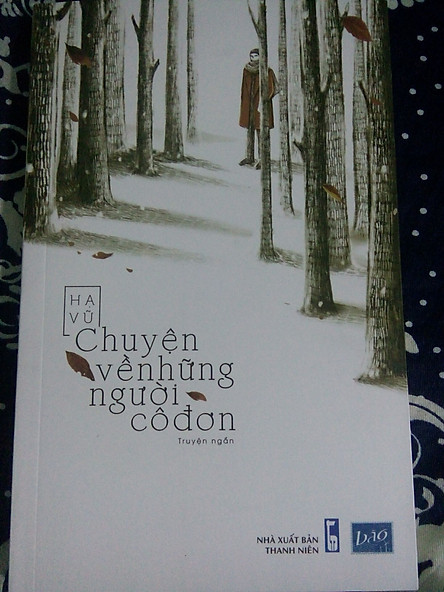 HẠ
VŨ
Chuyện
về những
người
cô đơn
Truyện ngắn
NHÀ XUẤT BẢN
THANH NIÊN
bão